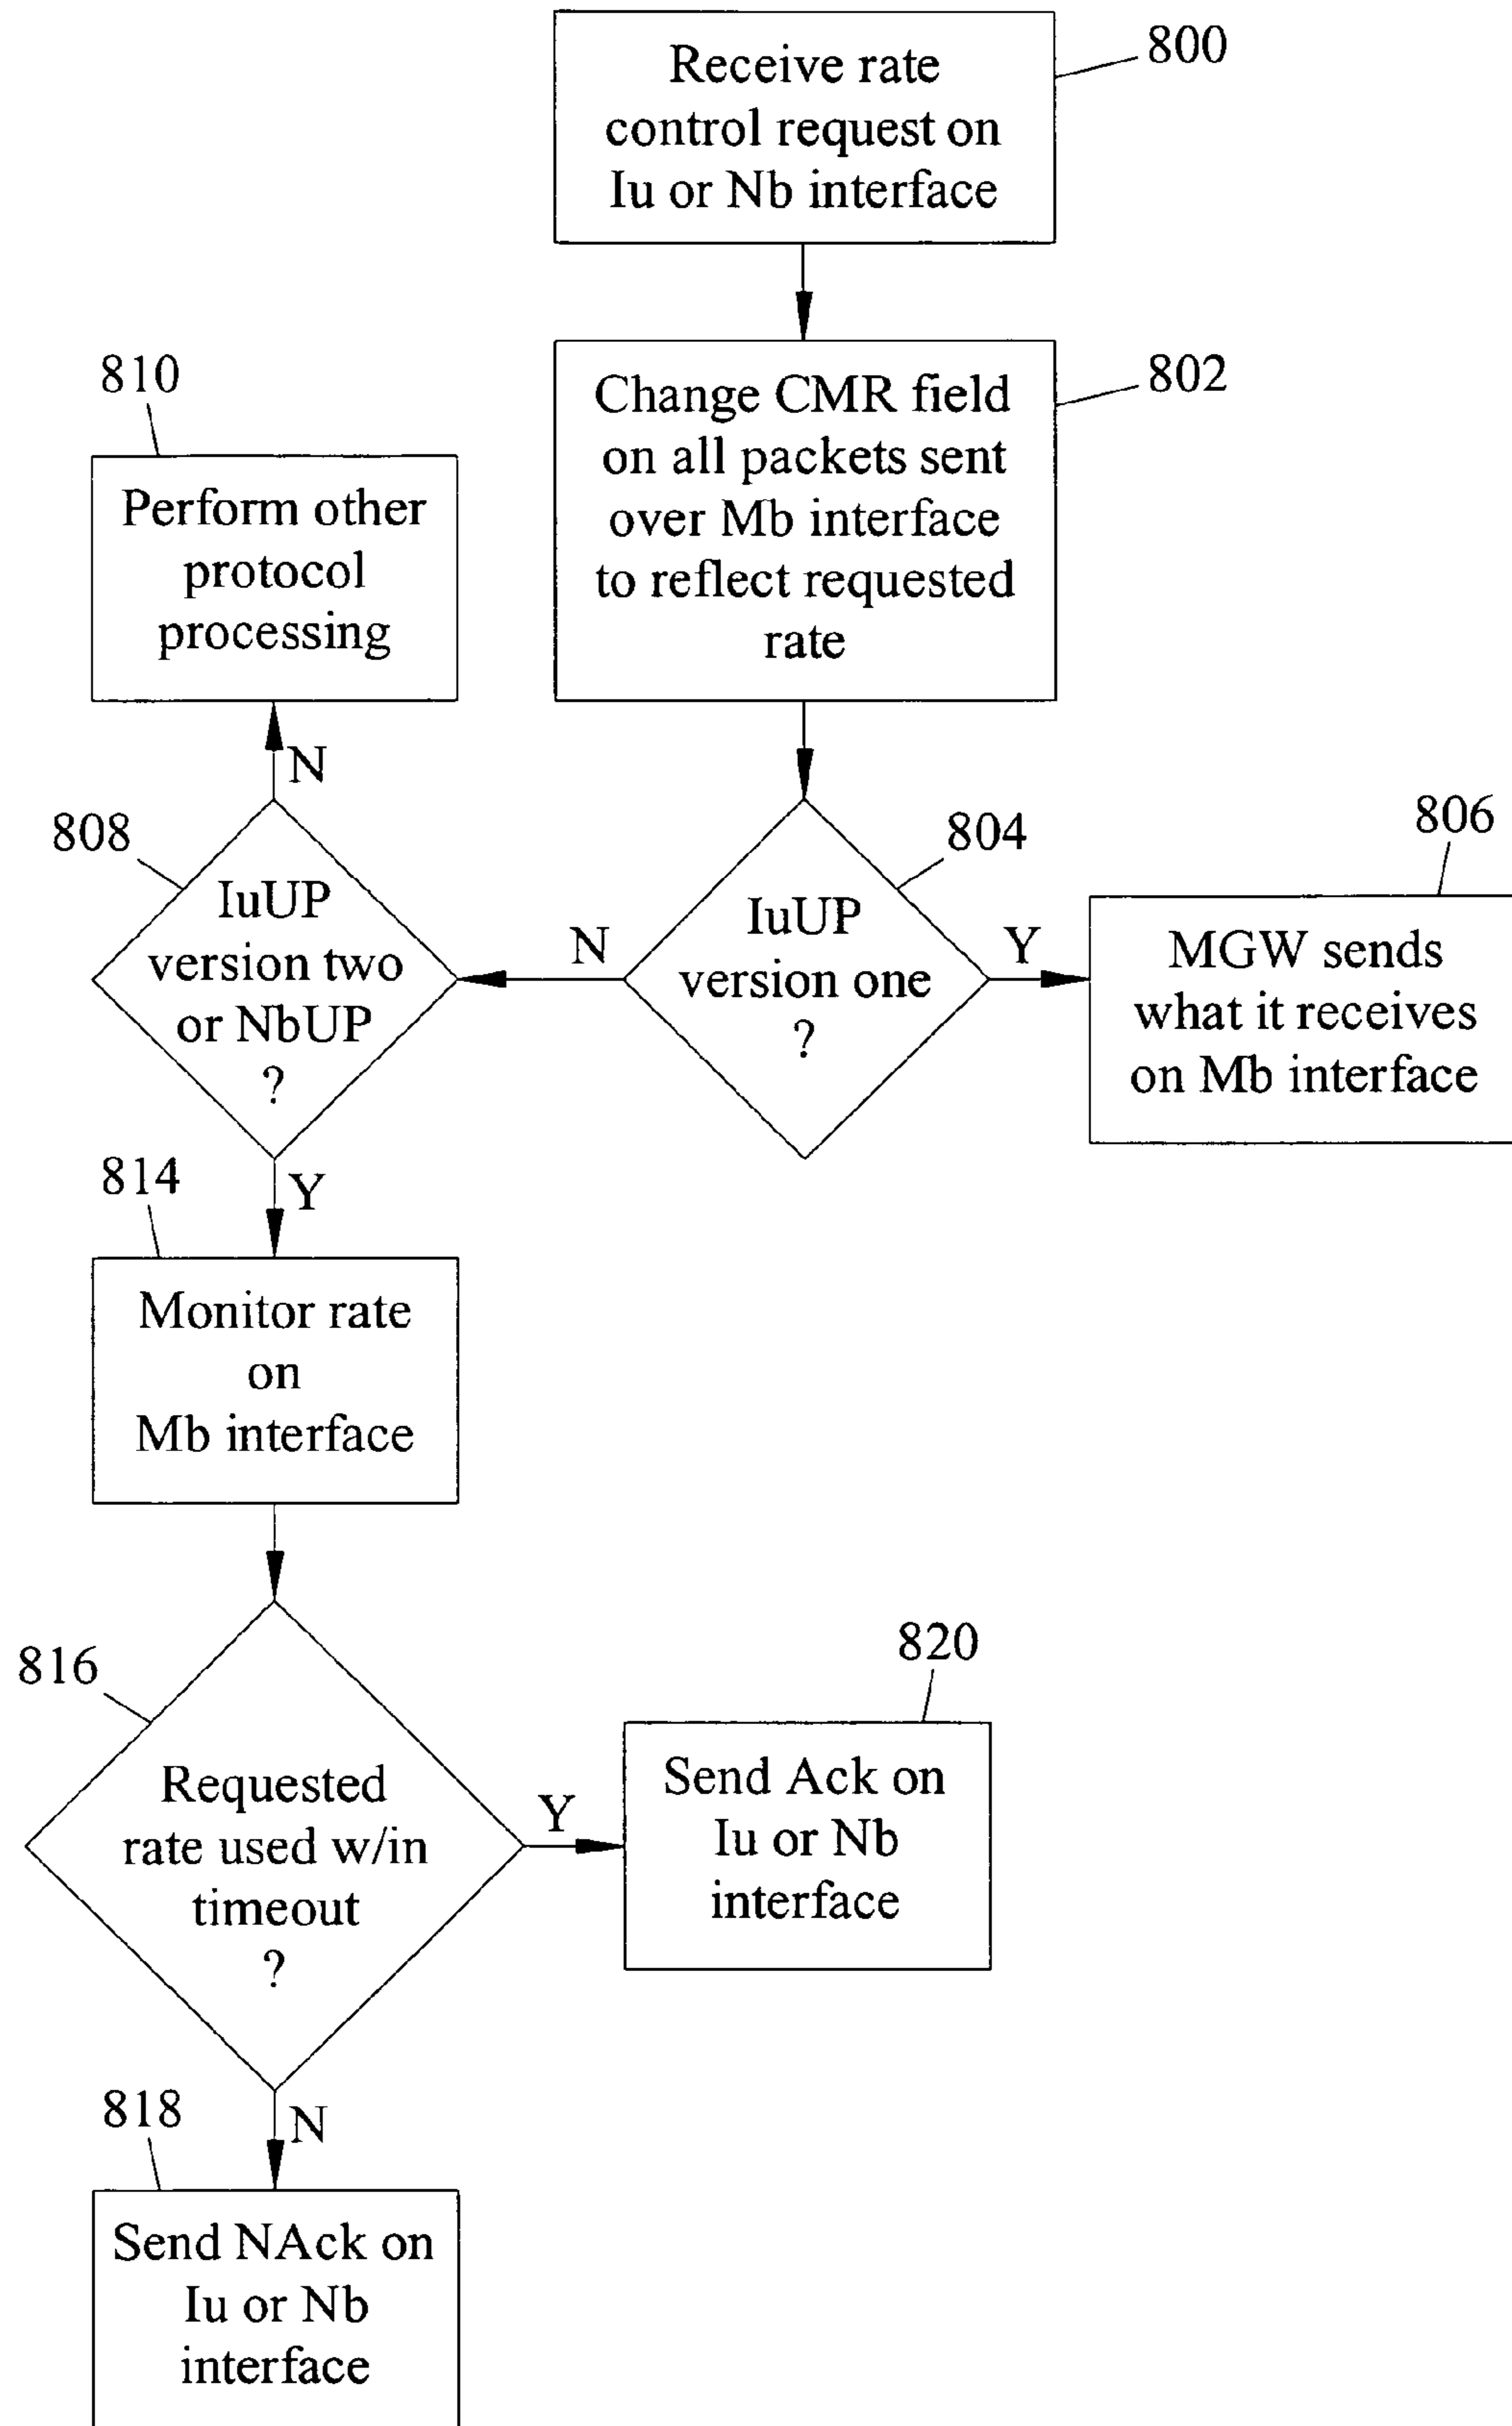 Receive rate
control request on
Iu or Nb interface
800
Change CMR field
on all packets sent
over Mb interface
to reflect requested
rate
802
810
Perform other
protocol
processing
N
808
IuUP
version two
or NbUP
?
N
804
IuUP
version one
?
Y
806
MGW sends
what it receives
on Mb interface
Y
814
Monitor rate
on
Mb interface
816
Requested
rate used w/in
timeout
?
Y
820
Send Ack on
Iu or Nb
interface
N
818
Send NAck on
Iu or Nb
interface